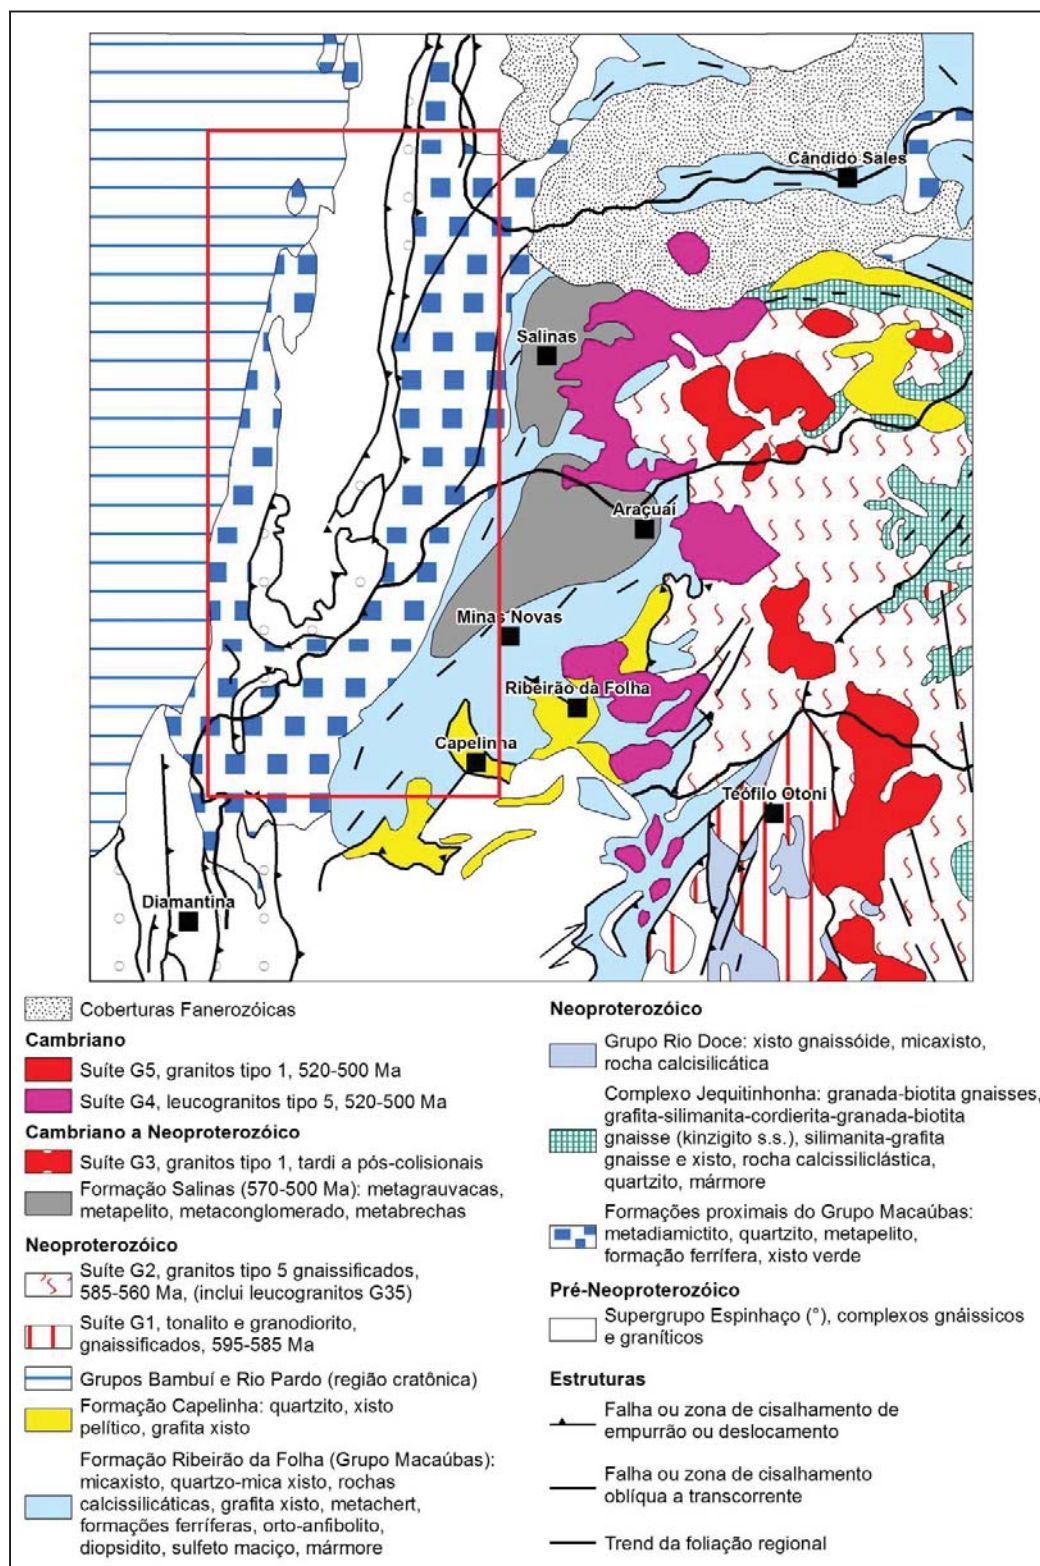 Cândido Sales
Salinas
Araçuaí
Minas Novas
Ribeirão da Folha
Capelinha
Teófilo Otoni
Diamantina
Coberturas Fanerozóicas
Cambriano
Suíte G5, granitos tipo 1, 520-500 Ma
Suíte G4, leucogranitos tipo 5, 520-500 Ma
Cambriano a Neoproterozóico
Suíte G3, granitos tipo 1, tardi a pós-colisionais
Formação Salinas (570-500 Ma): metagrauvacas,
metapelito, metaconglomerado, metabrechas
Neoproterozóico
Suíte G2, granitos tipo 5 gnaissificados,
585-560 Ma, (inclui leucogranitos G35)
Suíte G1, tonalito e granodiorito,
gnaissificados, 595-585 Ma
Grupos Bambuí e Rio Pardo (região cratônica)
Formação Capelinha: quartzito, xisto
pelítico, grafita xisto
Formação Ribeirão da Folha (Grupo Macaúbas):
micaxisto, quartzo-mica xisto, rochas
calcissilicáticas, grafita xisto, metachert,
formações ferríferas, orto-anfibolito,
diopsidito, sulfeto maciço, mármore
Neoproterozóico
Grupo Rio Doce: xisto gnaissóide, micaxisto,
rocha calcisilicática
Complexo Jequitinhonha: granada-biotita gnaisses,
grafita-silimanita-cordierita-granada-biotita
gnaisse (kinzigito s.s.), silimanita-grafita
gnaisse e xisto, rocha calcissiliclástica,
quartzito, mármore
Formações proximais do Grupo Macaúbas:
metadiamictito, quartzito, metapelito,
formação ferrífera, xisto verde
Pré-Neoproterozóico
Supergrupo Espinhaço (°), complexos gnáissicos
e graníticos
Estruturas
Falha ou zona de cisalhamento de
empurrão ou deslocamento
Falha ou zona de cisalhamento
oblíqua a transcorrente
Trend da foliação regional